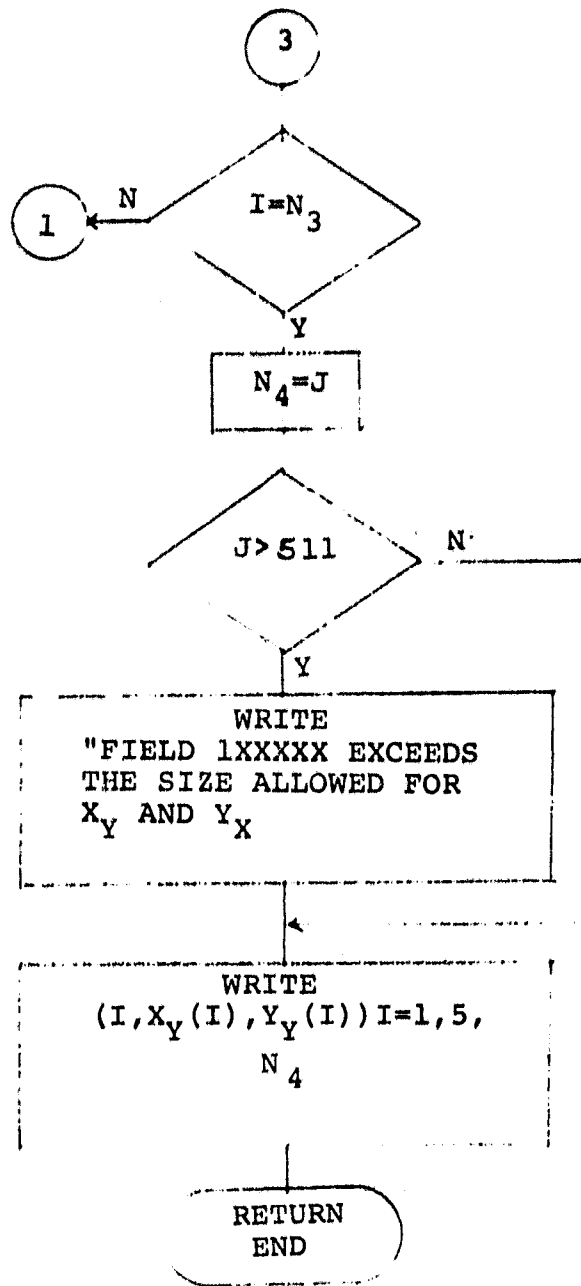 3
I=N3
N
1
Y
N4=J
J>511
N
Y
WRITE
"FIELD 1XXXXX EXCEEDS
THE SIZE ALLOWED FOR
XY AND YX
WRITE
(I,XY(I),YY(I))I=1,5,
N4
RETURN
END